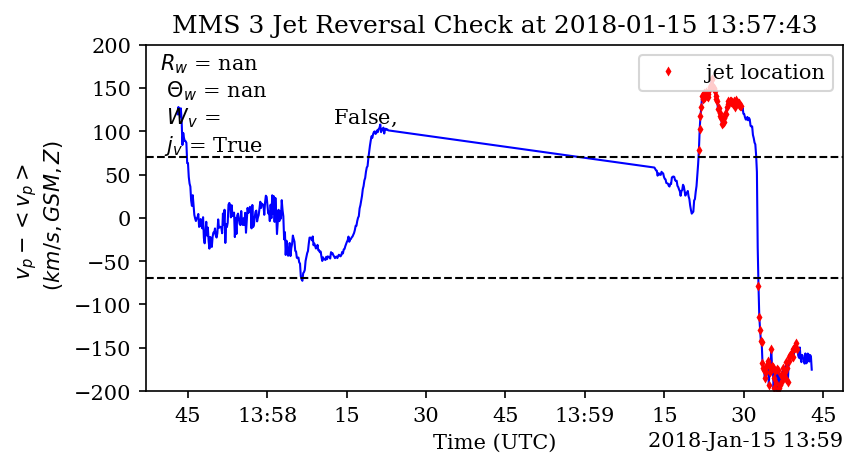 MMS 3 Jet Reversal Check at 2018-01-15 13:57:43
R_w = nan
Θ_w = nan
W_v = False,
j_v = True
jet location
v_p − < v_p >
(km/s, GSM, Z)
200
150
100
50
0
−50
−100
−150
−200
45 13:58 15 30 45 13:59 15 30 45
Time (UTC) 2018-Jan-15 13:59